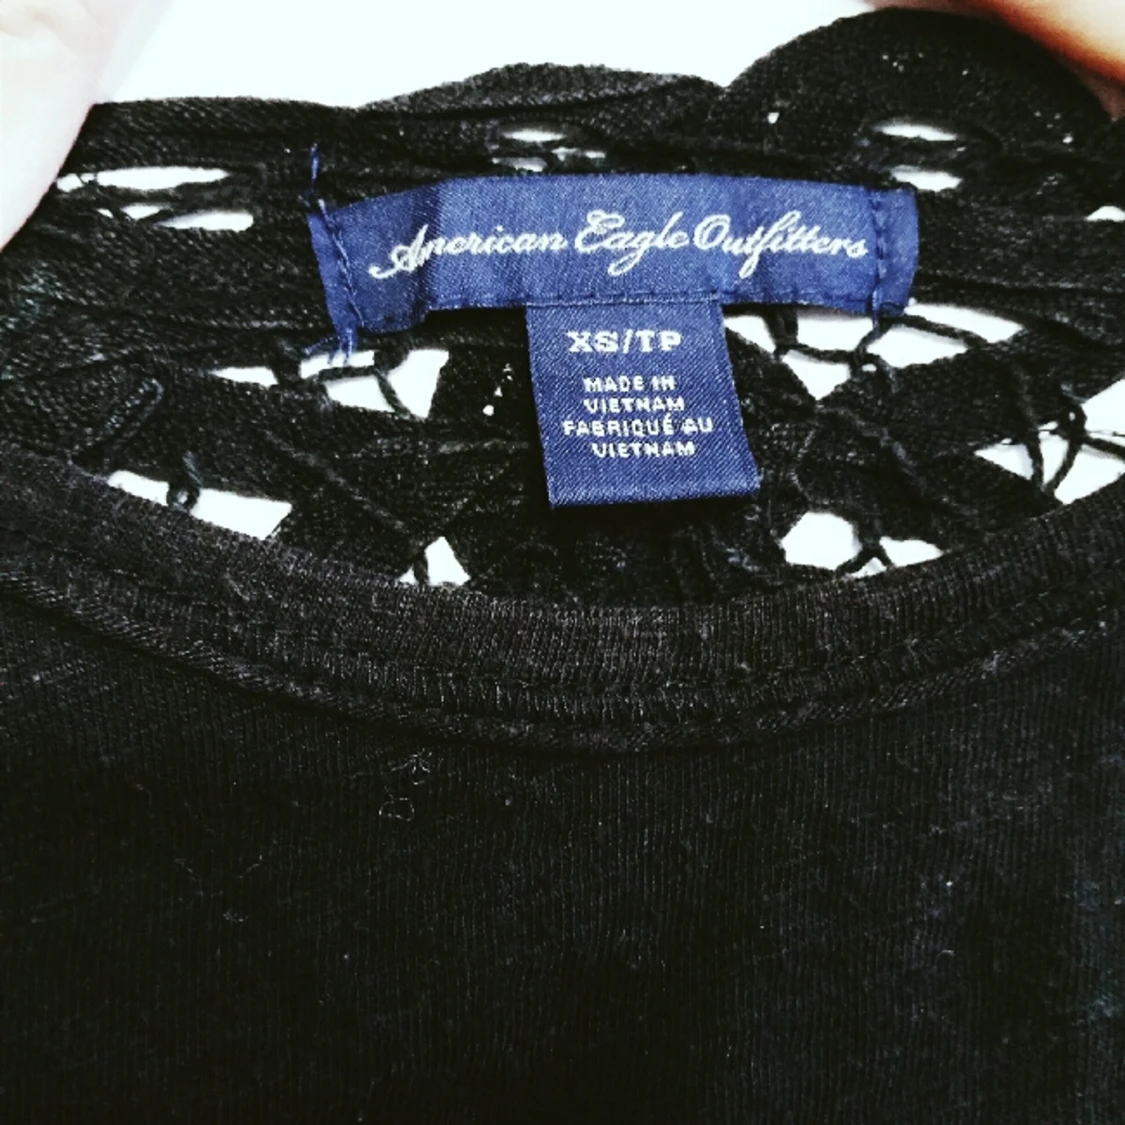 American Eagle Outfitters
XS/TP
MADE IN
VIETNAM
FABRIQUÉ AU
VIETNAM